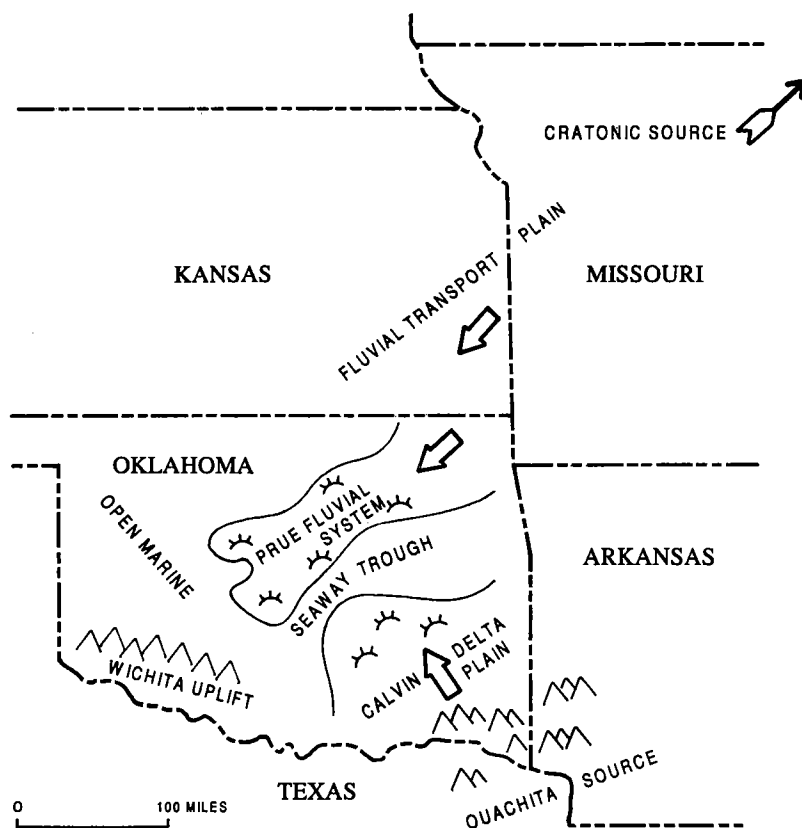 CRATONIC SOURCE
FLUVIAL TRANSPORT PLAIN
KANSAS
MISSOURI
OKLAHOMA
OPEN MARINE
PRUE FLUVIAL
SYSTEM
SEAWAY TROUGH
ARKANSAS
WICHITA UPLIFT
CALVIN DELTA
PLAIN
TEXAS
OUACHITA SOURCE
0 100 MILES